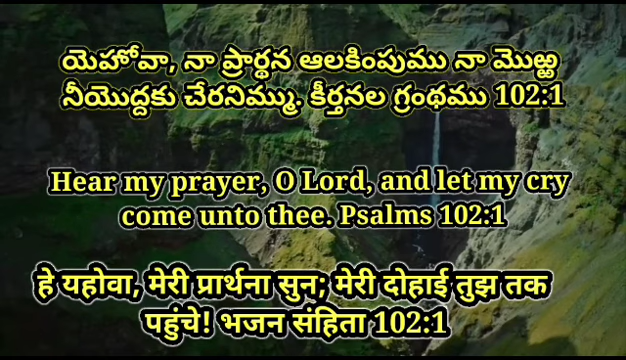 యెహోవా, నా ప్రార్థన ఆలకింపుము నా మొఱ్ఱ
నీయొద్దకు చేరనిమ్ము. కీర్తనల గ్రంథము 102:1
Hear my prayer, O Lord, and let my cry
come unto thee. Psalms 102:1
हे यहोवा, मेरी प्रार्थना सुन; मेरी दोहाई तुझ तक
पहुंचे! भजन संहिता 102:1